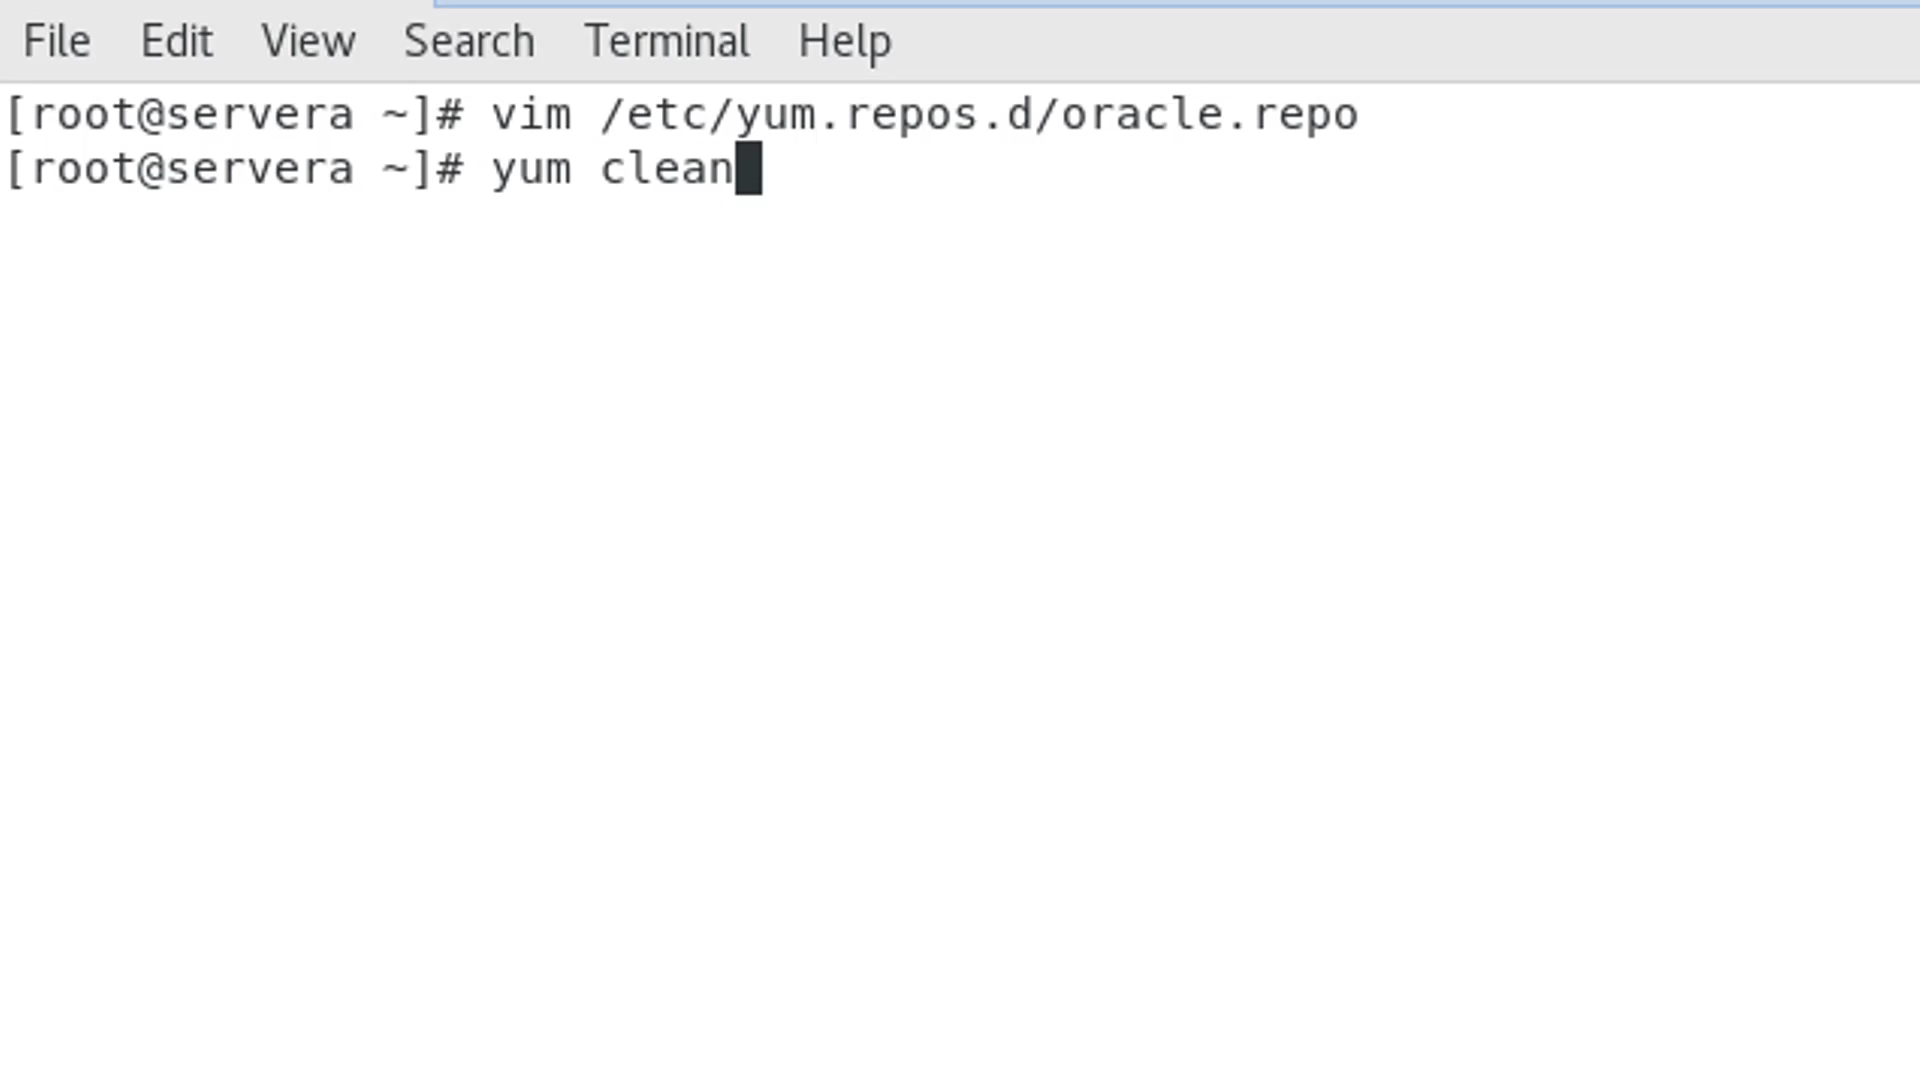 File Edit View Search Terminal Help
[root@servera ~]# vim /etc/yum.repos.d/oracle.repo
[root@servera ~]# yum clean